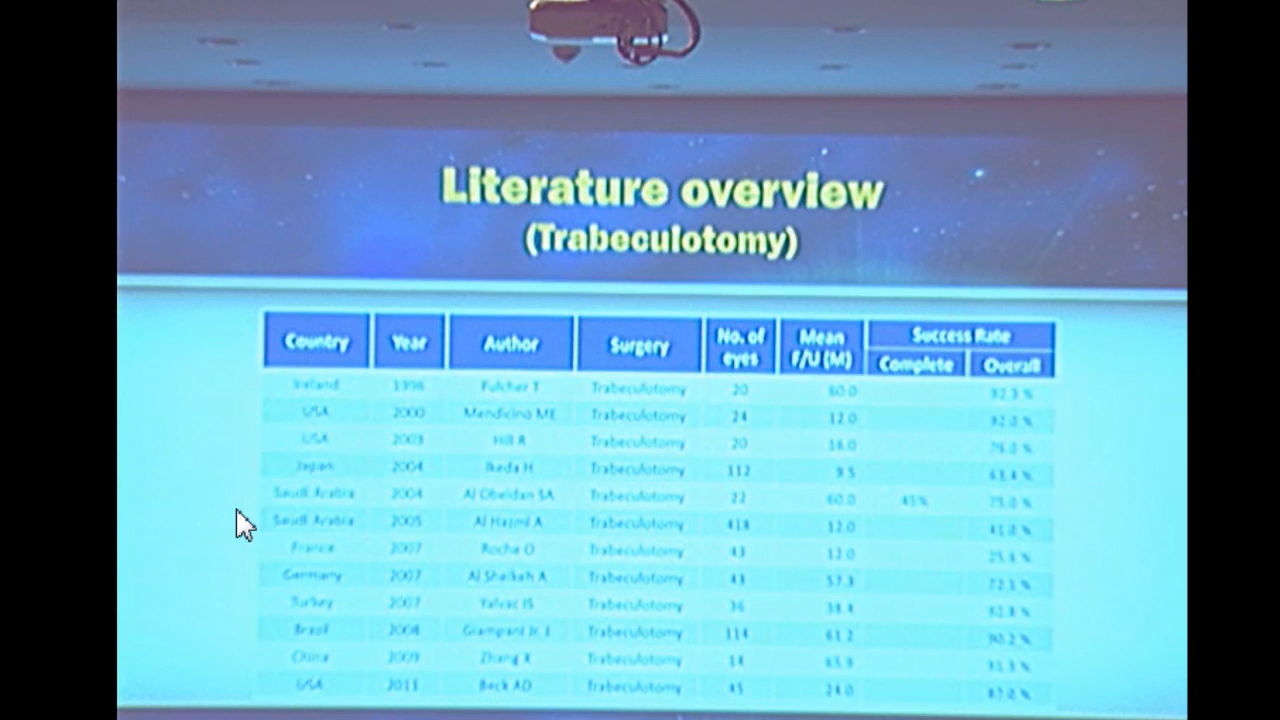 Literature overview
(Trabeculotomy)
Country Year Author Surgery No. of eyes Mean F/U (M) Success Rate
Complete Overall
Ireland 1996 Fulcher T Trabeculotomy 20 60.0
USA 2000 Mendicino ME Trabeculotomy 24 12.0 92.0 %
USA 2003 Hill R Trabeculotomy 20
Japan 2004 Ikeda H Trabeculotomy 112 9.5
Saudi Arabia 2004 Al Obeidan SA Trabeculotomy 22 60.0 45%
Saudi Arabia 2005 Al Hazmi A Trabeculotomy 12.0
France 2007 Roche O Trabeculotomy 43 12.0
Germany 2007 Al Sheikeh A Trabeculotomy 43 57.3 72.1 %
Turkey 2007 Yalvac IS Trabeculotomy 36
Brazil 2008 Giampani Jr. J Trabeculotomy 114 61.2 90.2 %
China 2009 Zhang X Trabeculotomy 14
USA 2011 Beck AD Trabeculotomy 45 24.0